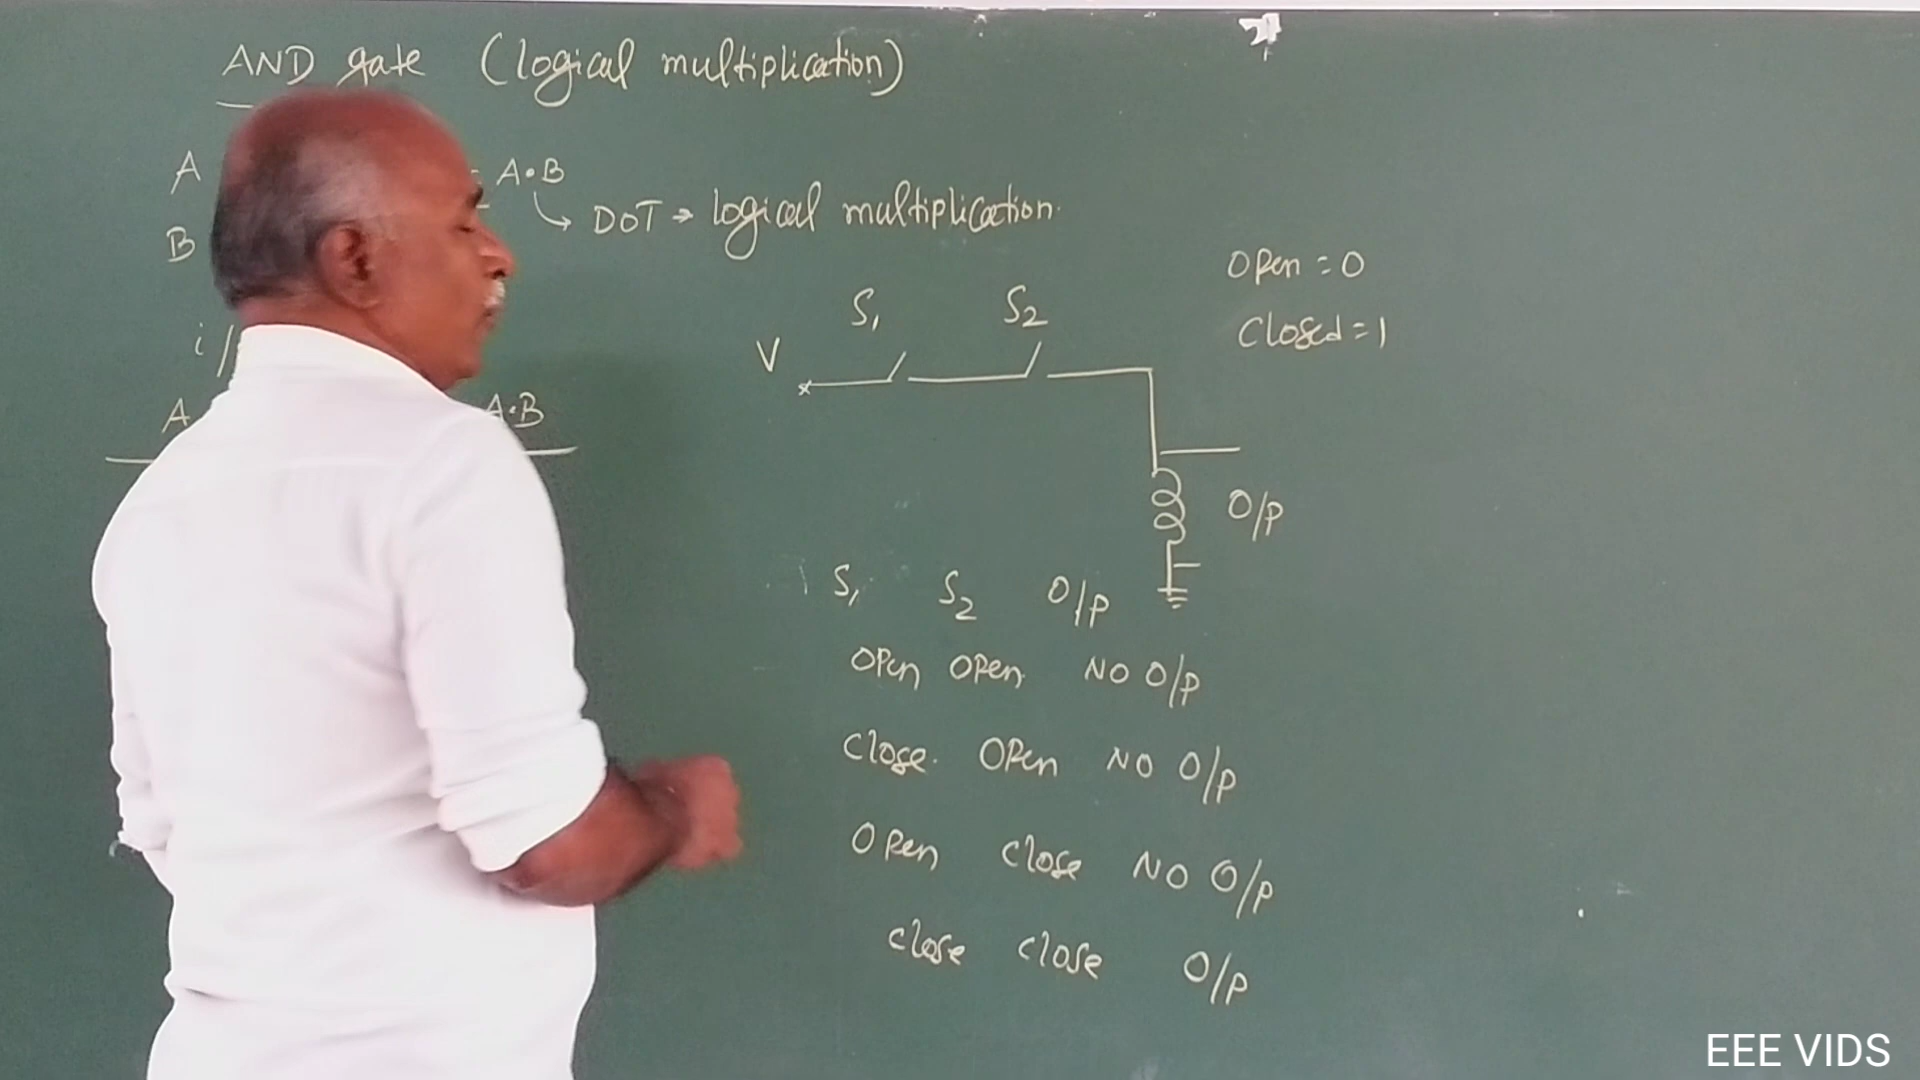 AND gate (logical multiplication)
A
A•B
DOT → logical multiplication.
B
Open = 0
S1 S2
Closed = 1
V
i/
A
A•B
O/P
S1 S2 O/P
Open Open NO O/P
Close. Open NO O/P
Open Close NO O/P
Close Close O/P
EEE VIDS